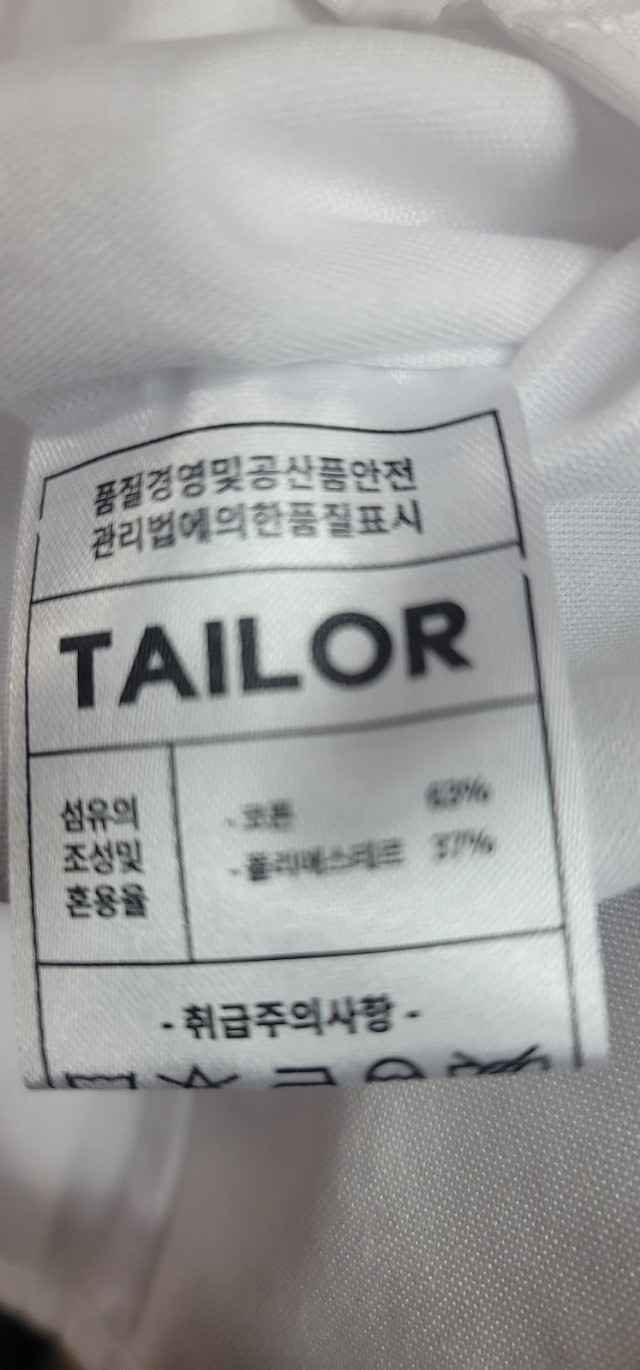 품질경영및공산품안전
관리법에의한품질표시
TAILOR
섬유의
조성및
혼용율
-코튼 63%
-폴리에스테르 37%
-취급주의사항-